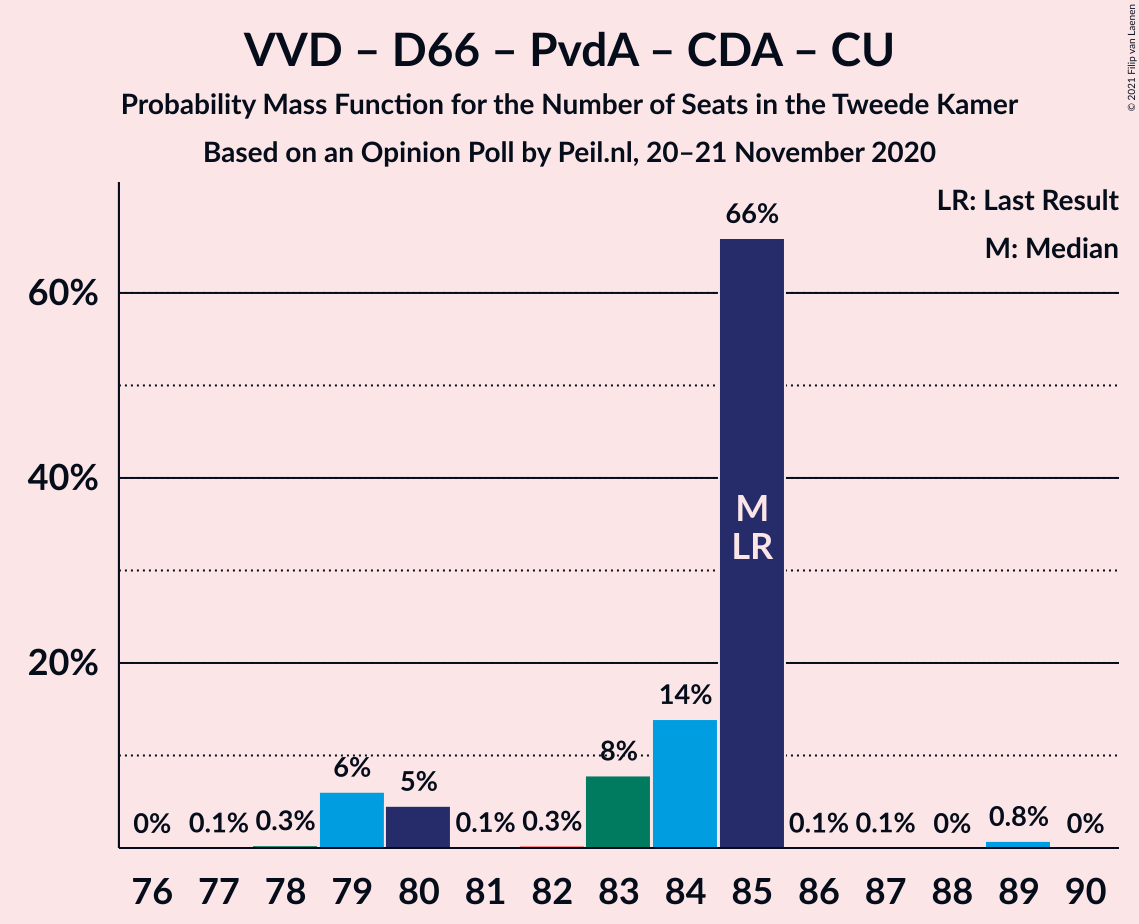 VVD – D66 – PvdA – CDA – CU
Probability Mass Function for the Number of Seats in the Tweede Kamer
Based on an Opinion Poll by Peil.nl, 20–21 November 2020
© 2021 Filip van Laenen
LR: Last Result
M: Median
60%
40%
20%
0%
0.1%
0.3%
6%
5%
0.1%
0.3%
8%
14%
66%
0.1%
0.1%
0%
0.8%
0%
M
LR
76 77 78 79 80 81 82 83 84 85 86 87 88 89 90